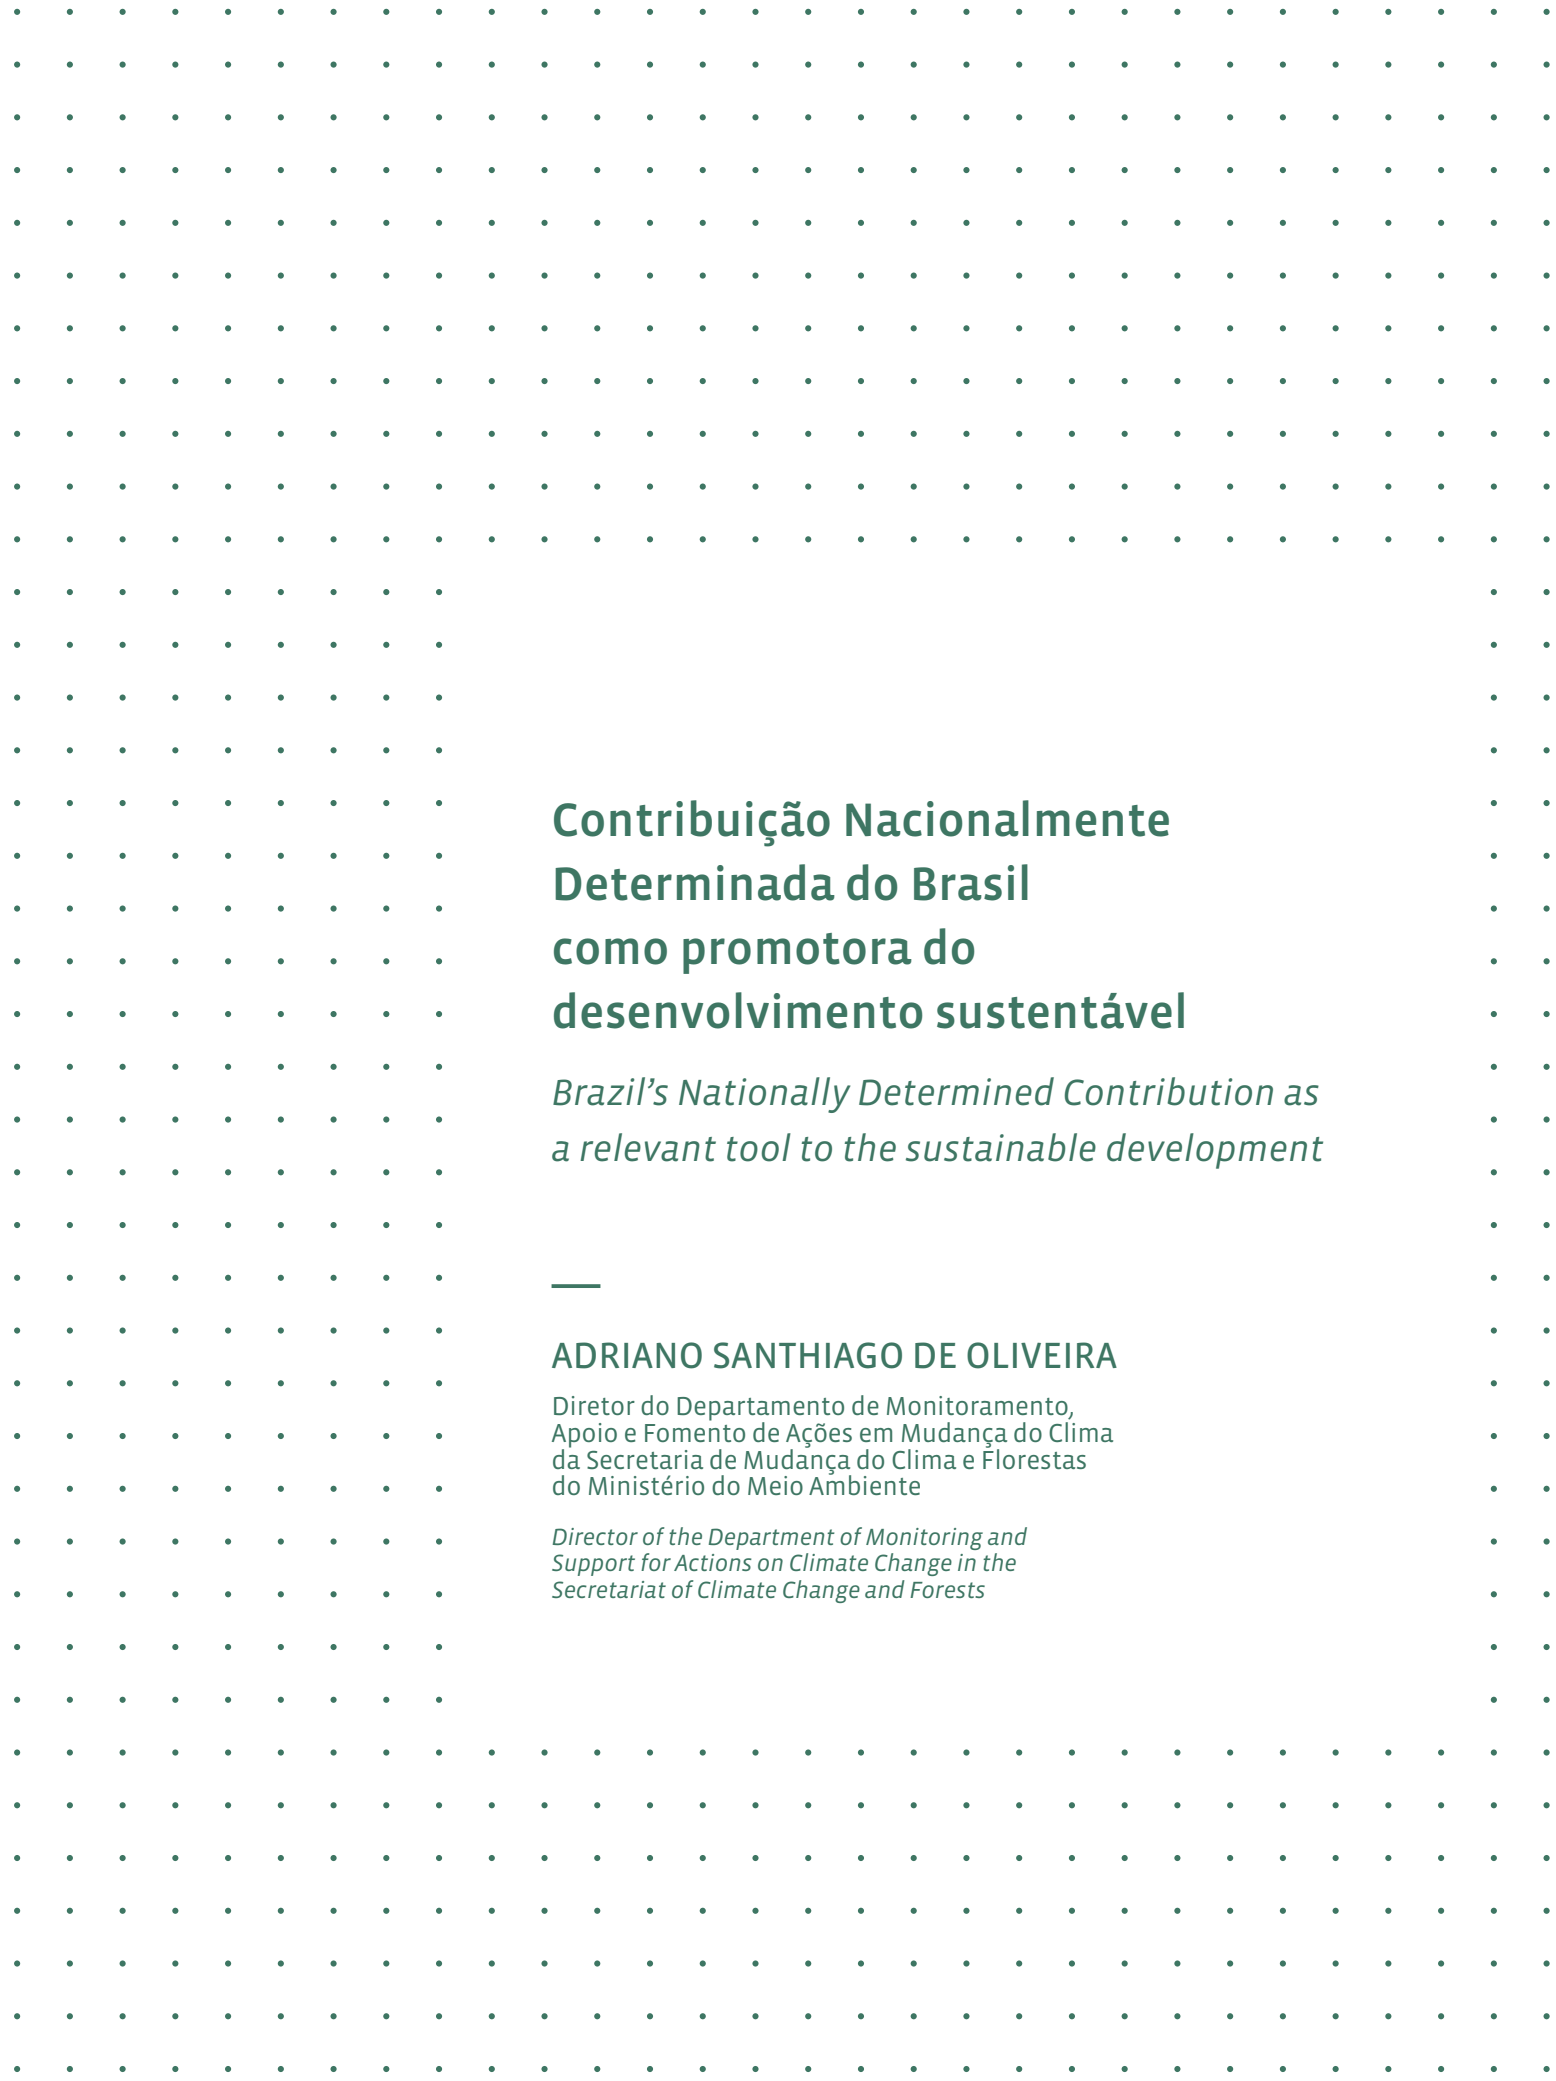 Contribuição Nacionalmente
Determinada do Brasil
como promotora do
desenvolvimento sustentável
Brazil’s Nationally Determined Contribution as
a relevant tool to the sustainable development
ADRIANO SANTHIAGO DE OLIVEIRA
Diretor do Departamento de Monitoramento,
Apoio e Fomento de Ações em Mudança do Clima
da Secretaria de Mudança do Clima e Florestas
do Ministério do Meio Ambiente
Director of the Department of Monitoring and
Support for Actions on Climate Change in the
Secretariat of Climate Change and Forests